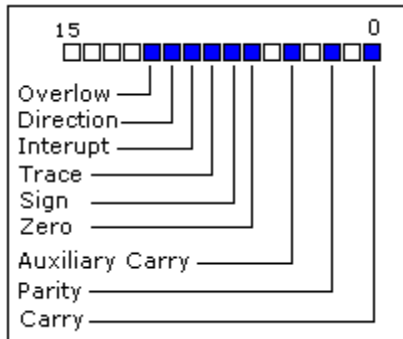 15 0
Overlow
Direction
Interupt
Trace
Sign
Zero
Auxiliary Carry
Parity
Carry